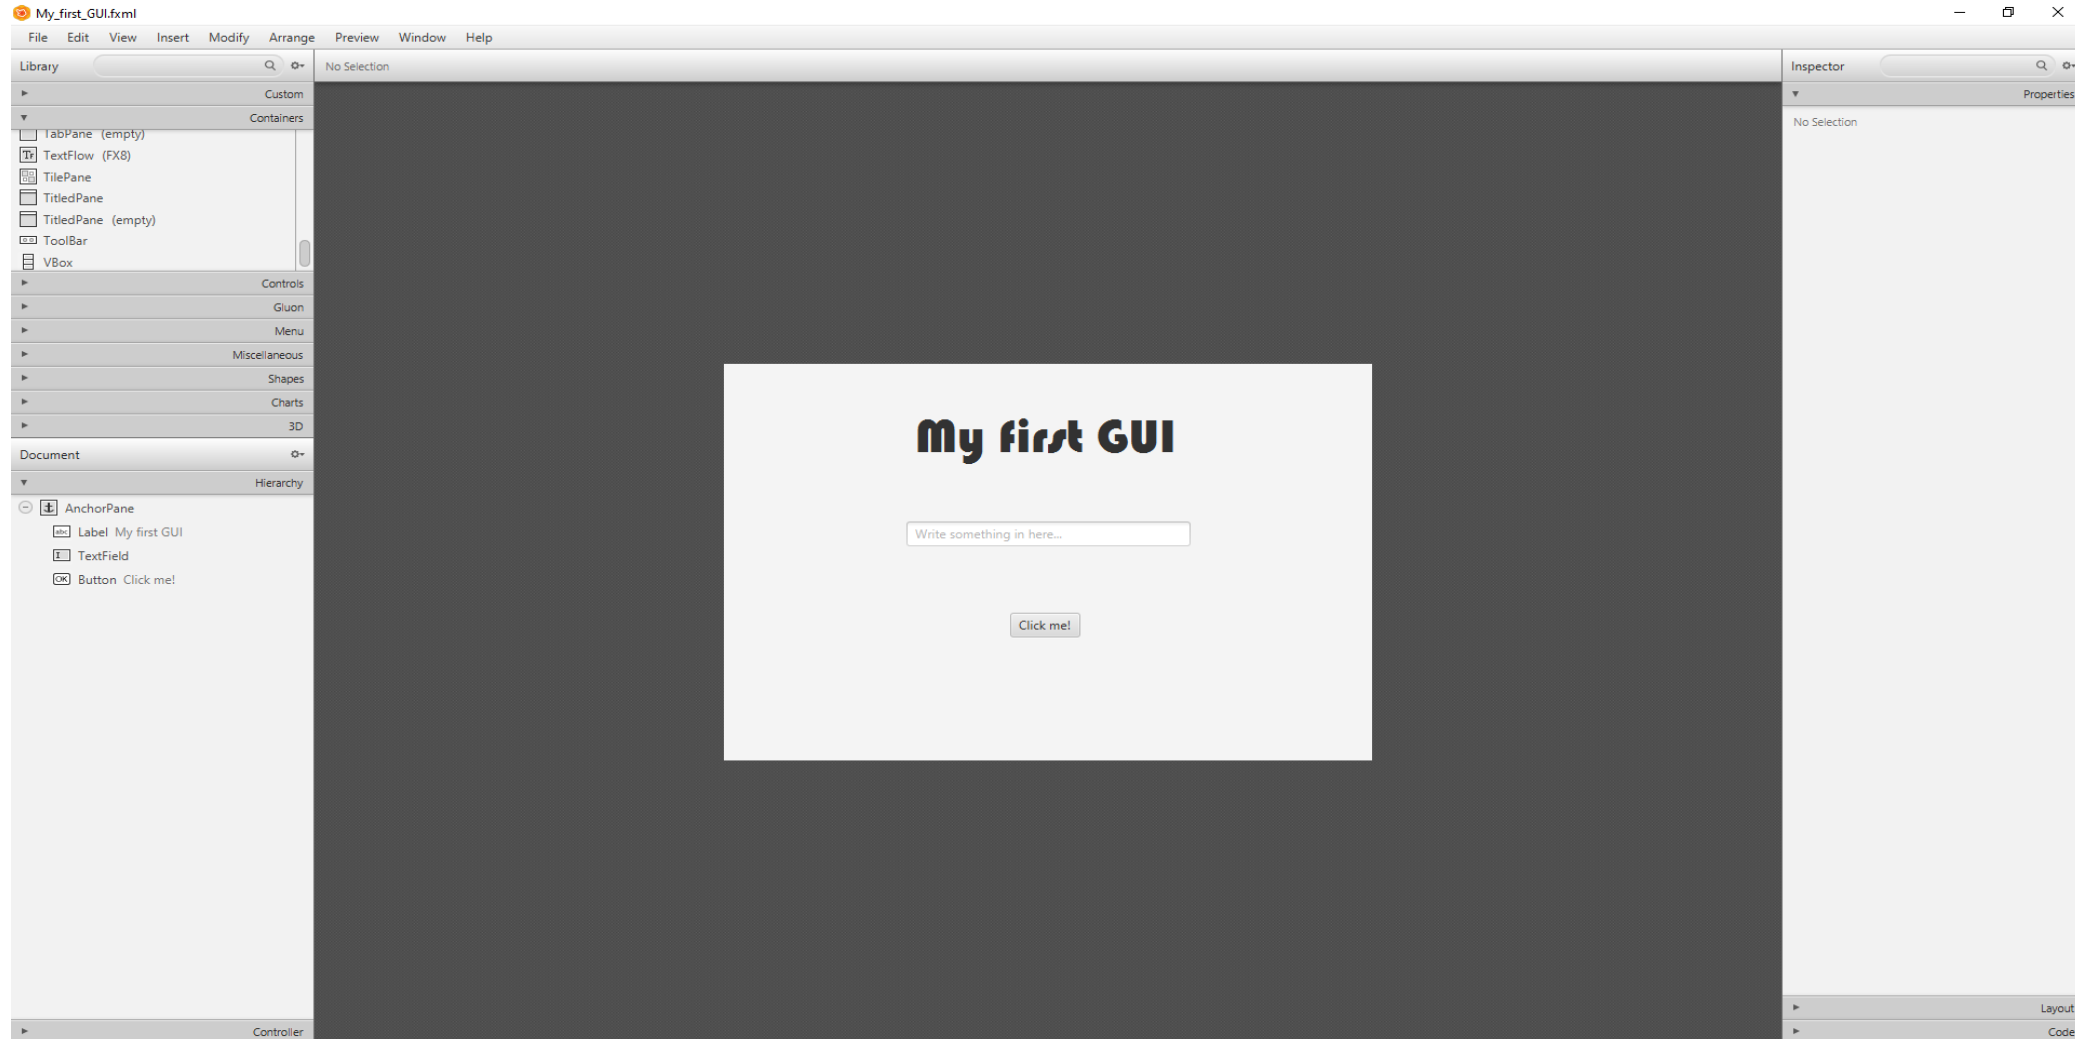 My_first_GUI.fxml
File Edit View Insert Modify Arrange Preview Window Help
Library
No Selection
Inspector
Custom
Containers
TabPane (empty)
TextFlow (FX8)
TilePane
TitledPane
TitledPane (empty)
ToolBar
VBox
Controls
Gluon
Menu
Miscellaneous
Shapes
Charts
3D
Document
Hierarchy
AnchorPane
abc Label My first GUI
TextField
OK Button Click me!
Controller
My first GUI
Write something in here...
Click me!
Properties
No Selection
Layout
Code